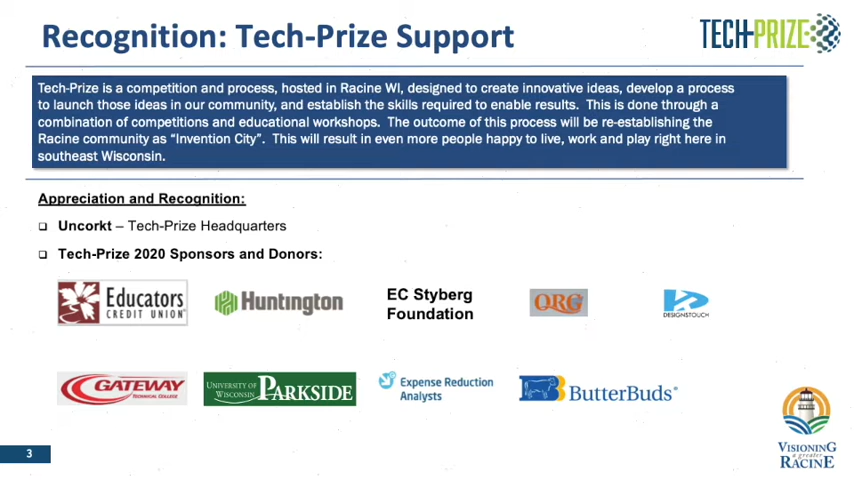 Recognition: Tech-Prize Support
TECH-PRIZE
Tech-Prize is a competition and process, hosted in Racine WI, designed to create innovative ideas, develop a process
to launch those ideas in our community, and establish the skills required to enable results. This is done through a
combination of competitions and educational workshops. The outcome of this process will be re-establishing the
Racine community as “Invention City”. This will result in even more people happy to live, work and play right here in
southeast Wisconsin.
Appreciation and Recognition:
Uncorkt – Tech-Prize Headquarters
Tech-Prize 2020 Sponsors and Donors:
Educators
CREDIT UNION
Huntington
EC Styberg
Foundation
QRG
DESIGNSTOUCH
GATEWAY
TECHNICAL COLLEGE
UNIVERSITY OF
WISCONSIN
PARKSIDE
Expense Reduction
Analysts
ButterBuds®
VISIONING
a greater
RACINE
3